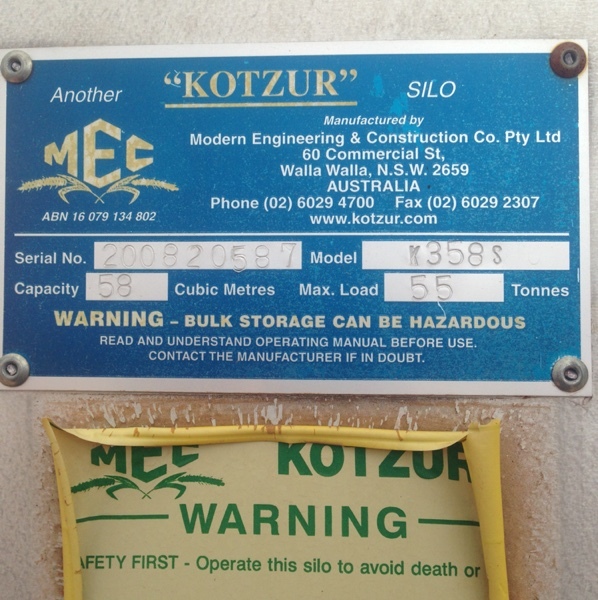 Another "KOTZUR" SILO
Manufactured by
MEC
Modern Engineering & Construction Co. Pty Ltd
60 Commercial St,
Walla Walla, N.S.W. 2659
AUSTRALIA
ABN 16 079 134 802
Phone (02) 6029 4700 Fax (02) 6029 2307
www.kotzur.com
Serial No. 200820587 Model K358S
Capacity 58 Cubic Metres Max. Load 55 Tonnes
WARNING - BULK STORAGE CAN BE HAZARDOUS
READ AND UNDERSTAND OPERATING MANUAL BEFORE USE.
CONTACT THE MANUFACTURER IF IN DOUBT.
MEC KOTZUR
WARNING
AFETY FIRST - Operate this silo to avoid death or